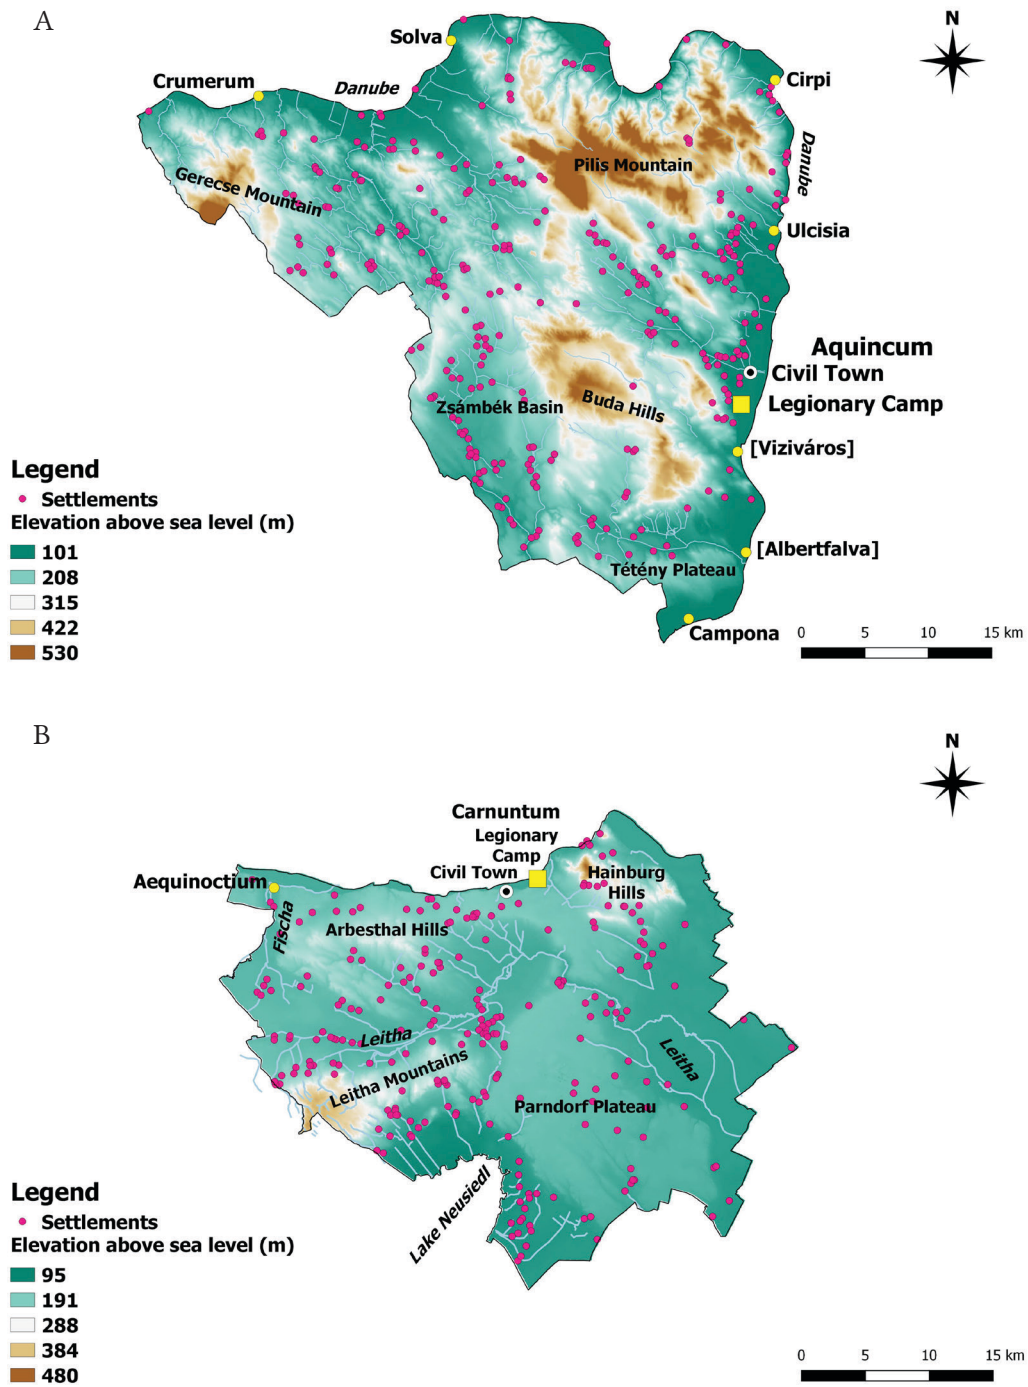 A
N
Solva
Cirpi
Crumerum
Danube
Danube
Pilis Mountain
Gerecse Mountain
Ulcisia
Aquincum
Civil Town
Legionary Camp
Zsámbék Basin
Buda Hills
[Viziváros]
Legend
Settlements
Elevation above sea level (m)
101
208
315
422
530
[Albertfalva]
Tétény Plateau
Campona
0 5 10 15 km
B
N
Carnuntum
Legionary
Camp
Civil Town
Hainburg
Hills
Aequinoctium
Fischa
Arbesthal Hills
Leitha
Leitha
Leitha Mountains
Parndorf Plateau
Lake Neusiedl
Legend
Settlements
Elevation above sea level (m)
95
191
288
384
480
0 5 10 15 km